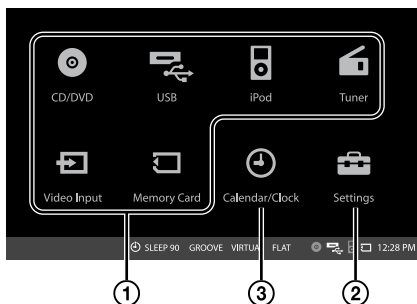 CD/DVD USB iPod Tuner
Video Input Memory Card Calendar/Clock Settings
SLEEP 90 GROOVE VIRTUAL FLAT 12:28 PM
1 3 2